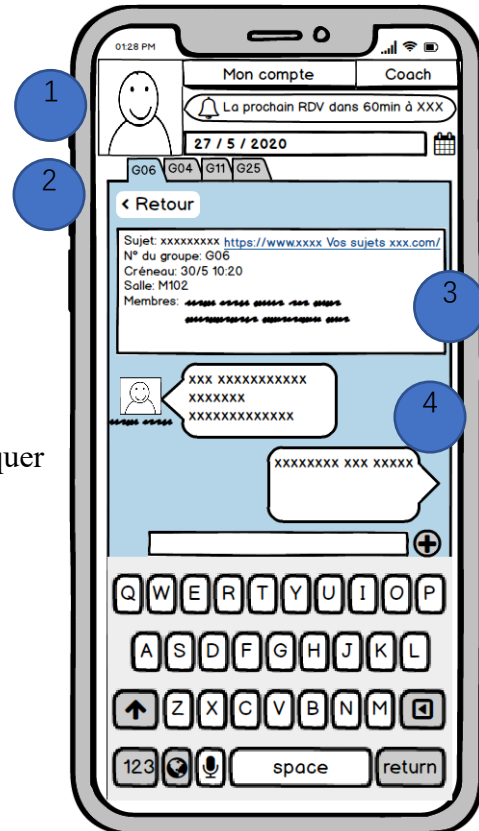 01:28 PM
Mon compte
Coach
1
La prochain RDV dans 60min à XXX
27 / 5 / 2020
2
G06 G04 G11 G25
< Retour
Sujet: xxxxxxxxx https://www.xxxx Vos sujets xxx.com/
N° du groupe: G06
Créneau: 30/5 10:20
Salle: M102
Membres:
3
xxx xxxxxxxxxxx
xxxxxxx
xxxxxxxxxxxxx
4
quer
xxxxxxxx xxx xxxxx
Q W E R T Y U I O P
A S D F G H J K L
Z X C V B N M
123 space return